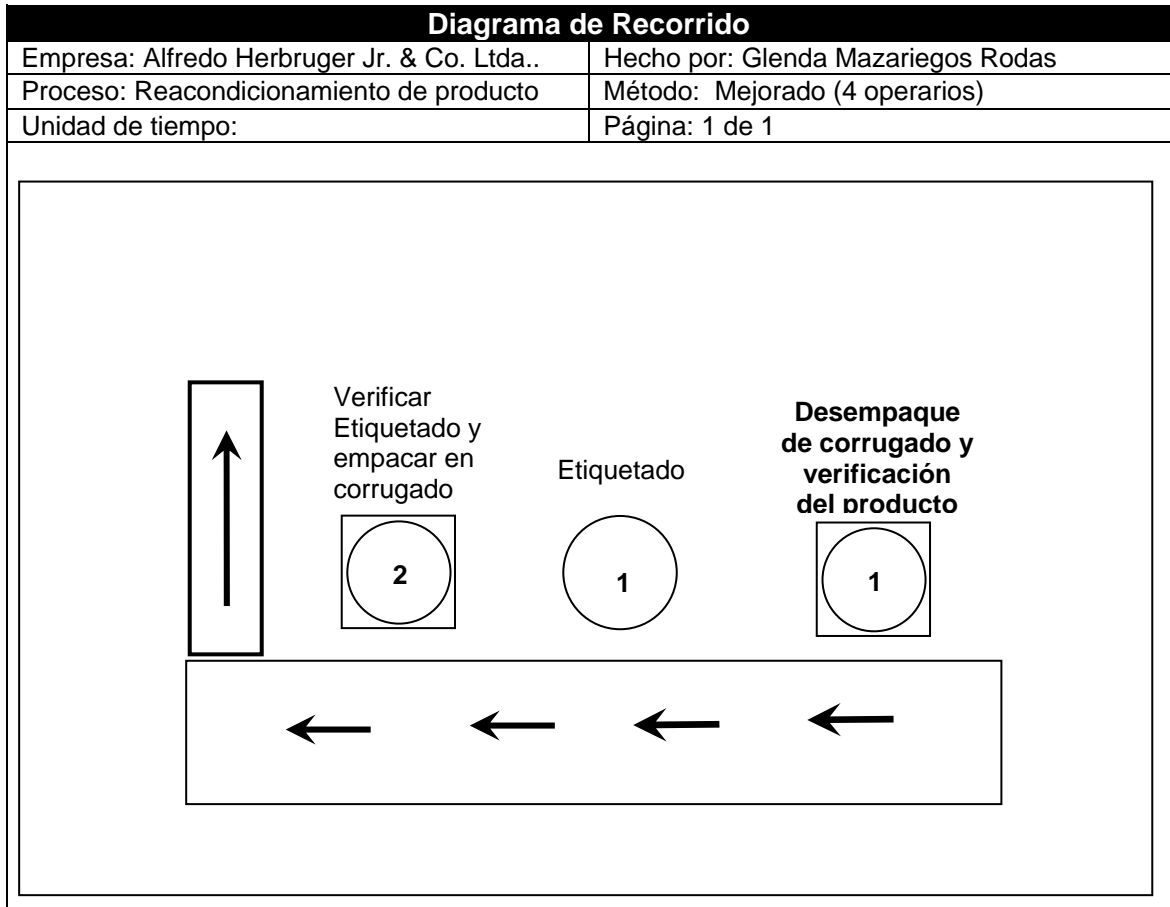 Diagrama de Recorrido
Empresa: Alfredo Herbruger Jr. & Co. Ltda..
Hecho por: Glenda Mazariegos Rodas
Proceso: Reacondicionamiento de producto
Método: Mejorado (4 operarios)
Unidad de tiempo:
Página: 1 de 1
Verificar
Etiquetado y
empacar en
corrugado
2
Etiquetado
1
Desempaque
de corrugado y
verificación
del producto
1